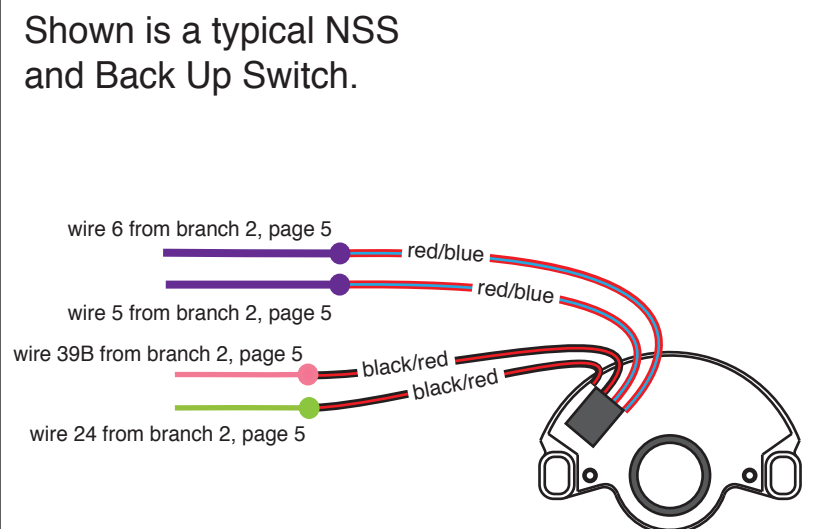 Shown is a typical NSS
and Back Up Switch.
wire 6 from branch 2, page 5
red/blue
red/blue
wire 5 from branch 2, page 5
wire 39B from branch 2, page 5
black/red
black/red
wire 24 from branch 2, page 5